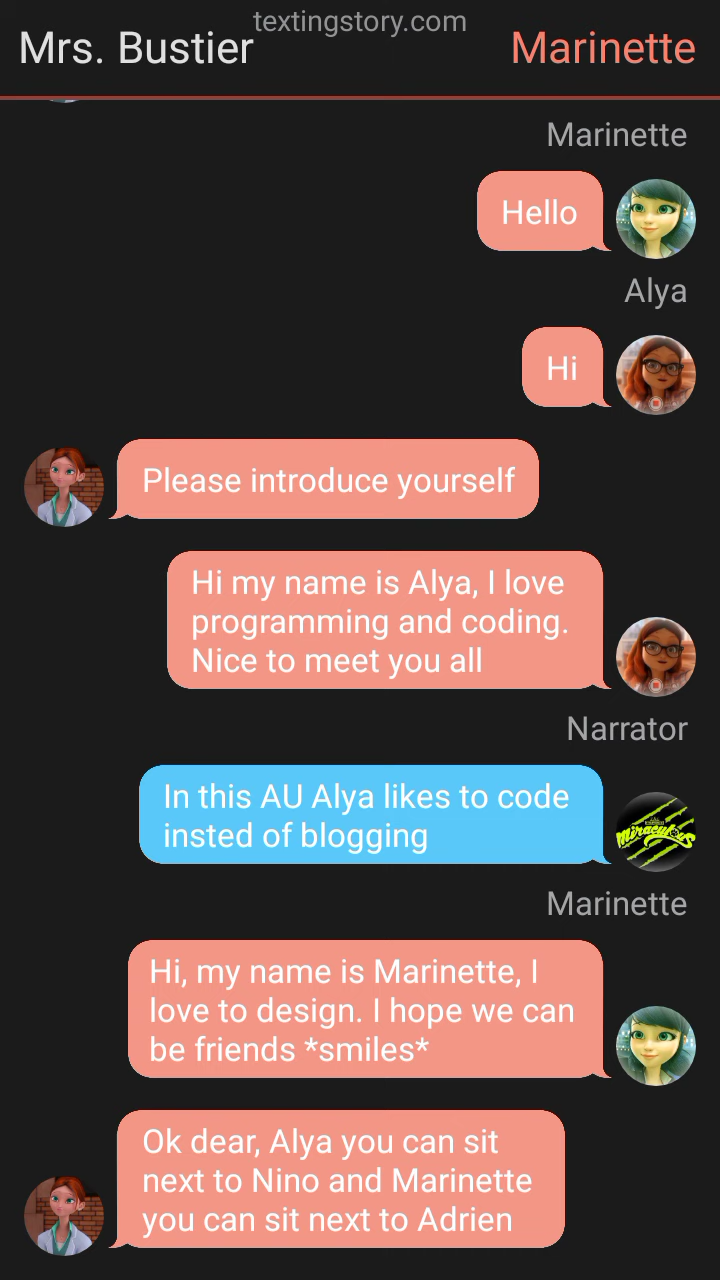 textingstory.com
Mrs. Bustier
Marinette
Marinette
Hello
Alya
Hi
Please introduce yourself
Hi my name is Alya, I love
programming and coding.
Nice to meet you all
Narrator
In this AU Alya likes to code
insted of blogging
Miraculous
Marinette
Hi, my name is Marinette, I
love to design. I hope we can
be friends *smiles*
Ok dear, Alya you can sit
next to Nino and Marinette
you can sit next to Adrien